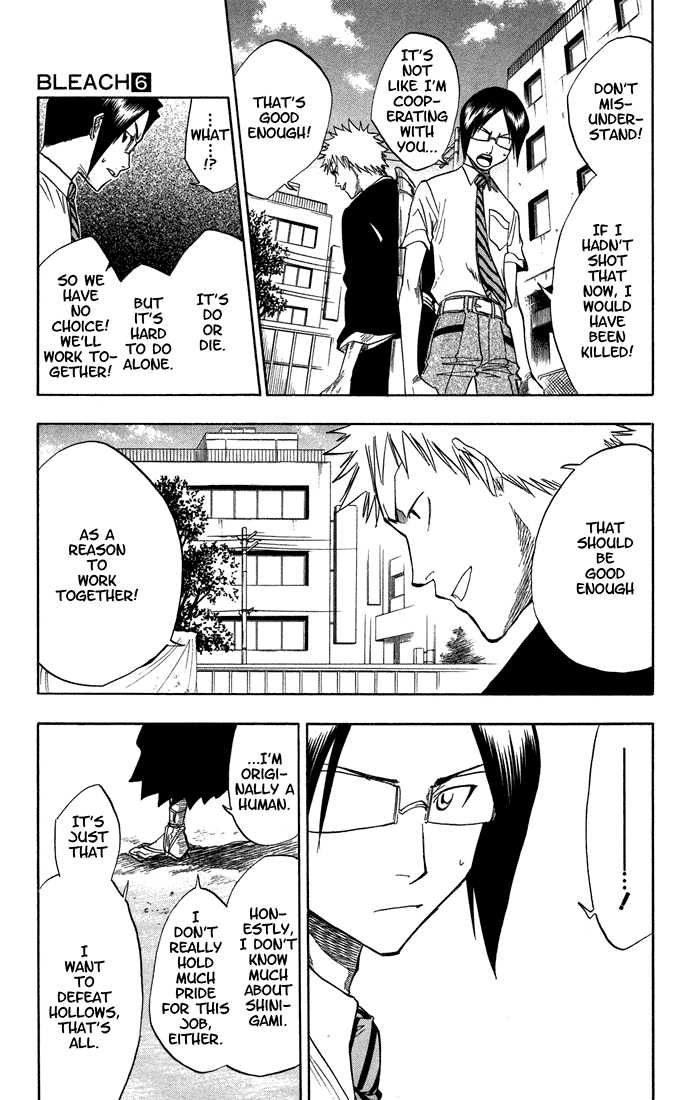 BLEACH 6
DON'T
MIS-
UNDER-
STAND!
IF I
HADN'T
SHOT
THAT
NOW, I
WOULD
HAVE
BEEN
KILLED!
IT'S
NOT
LIKE I'M
COOP-
ERATING
WITH
YOU...
THAT'S
GOOD
ENOUGH!
......
WHAT
...!?
IT'S
DO OR
DIE.
BUT
IT'S HARD
TO DO
ALONE.
SO WE
HAVE
NO
CHOICE!
WE'LL
WORK TO-
GETHER!
THAT
SHOULD
BE
GOOD
ENOUGH
AS A
REASON
TO
WORK
TOGETHER!
...I'M
ORIGI-
NALLY A
HUMAN.
HON-
ESTLY,
I DON'T
KNOW
MUCH
ABOUT
SHINI-
GAMI.
I
DON'T
REALLY
HOLD
MUCH
PRIDE
FOR THIS
JOB,
EITHER.
IT'S
JUST
THAT
I
WANT
TO
DEFEAT
HOLLOWS,
THAT'S
ALL.